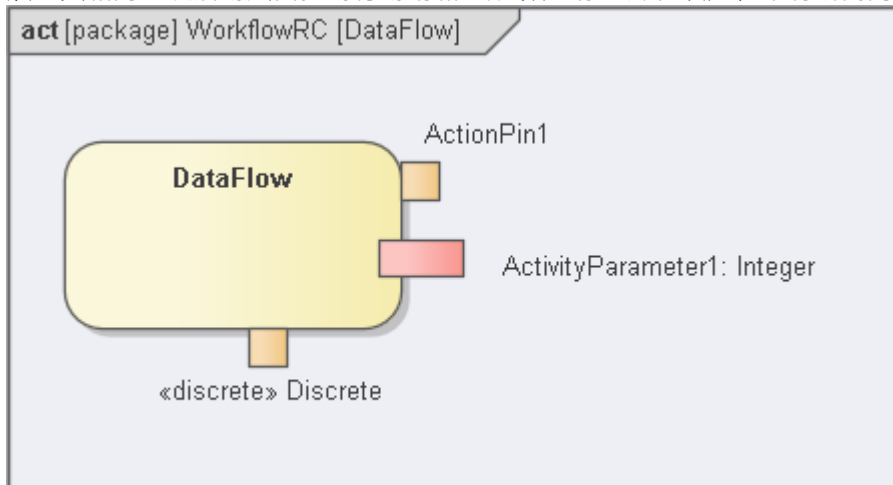 act [package] WorkflowRC [DataFlow]
ActionPin1
DataFlow
ActivityParameter1: Integer
«discrete» Discrete